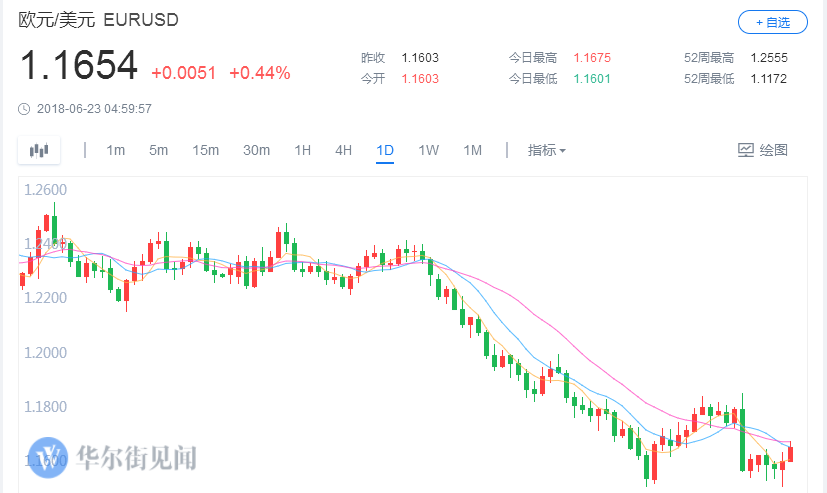 欧元/美元 EURUSD
+ 自选
1.1654 +0.0051 +0.44%
昨收 1.1603 今日最高 1.1675 52周最高 1.2555
今开 1.1603 今日最低 1.1601 52周最低 1.1172
2018-06-23 04:59:57
1m 5m 15m 30m 1H 4H 1D 1W 1M 指标 绘图
1.2600
1.2400
1.2200
1.2000
1.1800
1.1600
华尔街见闻